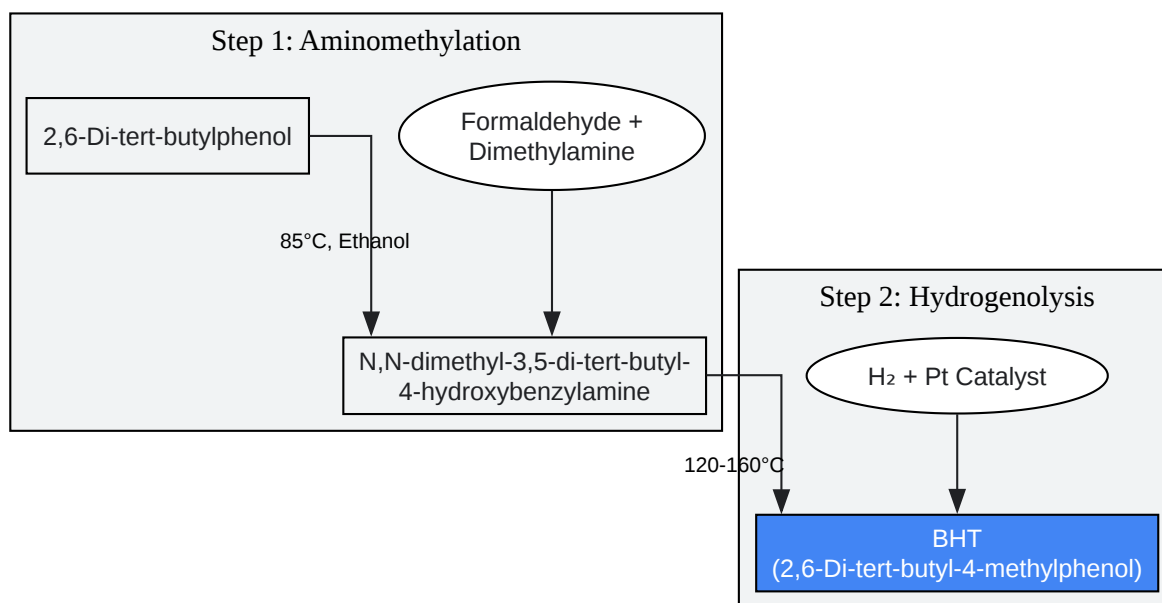 Step 1: Aminomethylation
2,6-Di-tert-butylphenol
Formaldehyde +
Dimethylamine
85°C, Ethanol
N,N-dimethyl-3,5-di-tert-butyl-
4-hydroxybenzylamine
Step 2: Hydrogenolysis
H₂ + Pt Catalyst
120-160°C
BHT
(2,6-Di-tert-butyl-4-methylphenol)